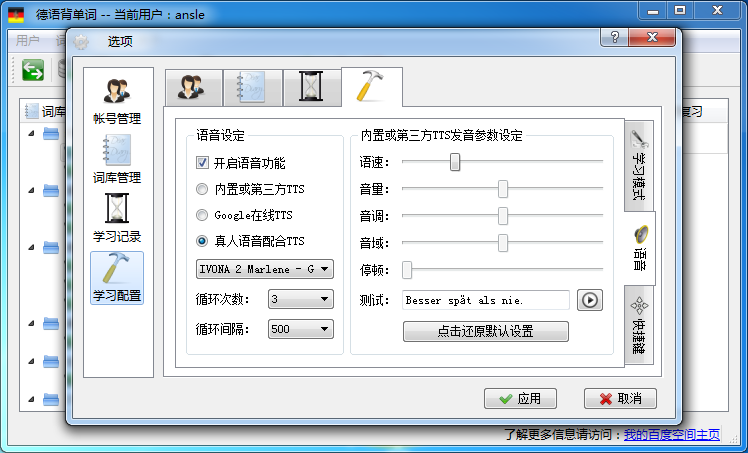 德语背单词 -- 当前用户：ansle
用户
选项
词库
复习
帐号管理
词库管理
学习记录
学习配置
语音设定
开启语音功能
内置或第三方TTS
Google在线TTS
真人语音配合TTS
IVONA 2 Marlene - G
循环次数： 3
循环间隔： 500
内置或第三方TTS发音参数设定
语速：
音量：
音调：
音域：
停顿：
测试： Besser spät als nie.
点击还原默认设置
学习模式
语音
快捷键
应用
取消
了解更多信息请访问：我的百度空间主页